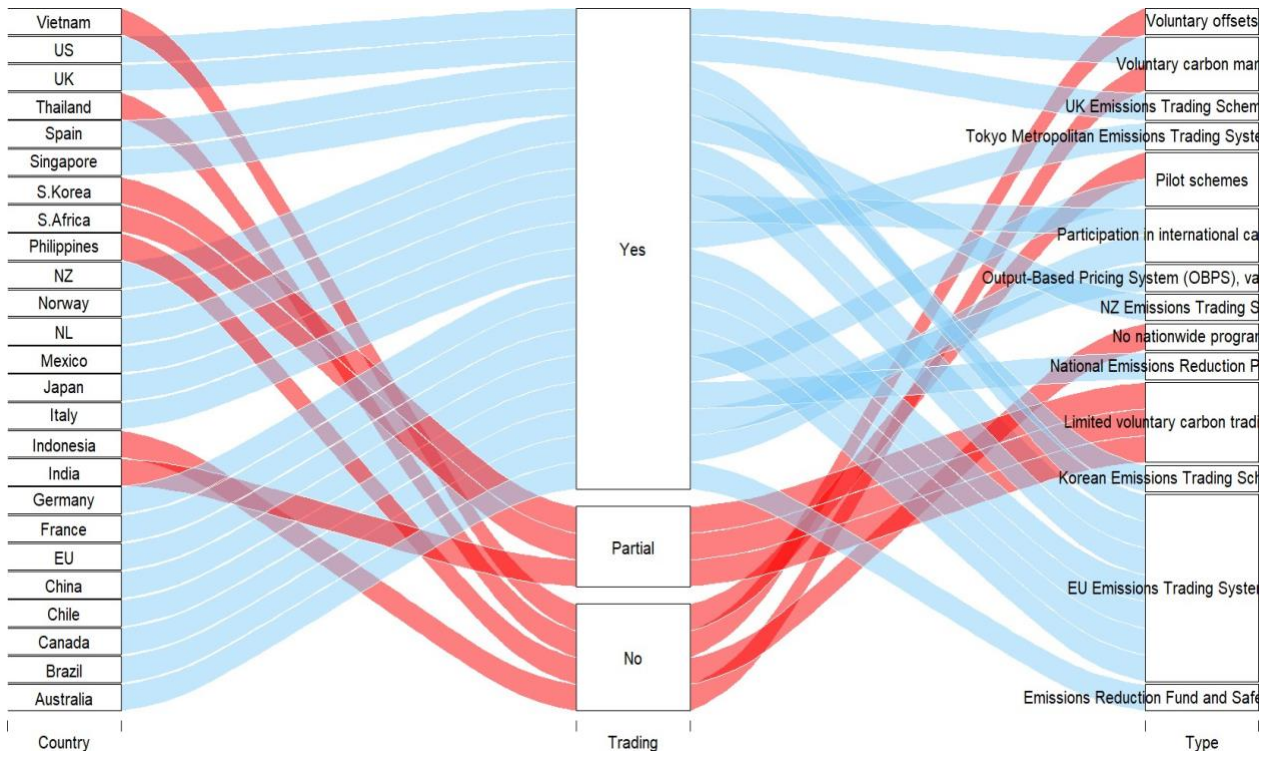 Vietnam
US
UK
Thailand
Spain
Singapore
S.Korea
S.Africa
Philippines
NZ
Norway
NL
Mexico
Japan
Italy
Indonesia
India
Germany
France
EU
China
Chile
Canada
Brazil
Australia
Country
Yes
Partial
No
Trading
Voluntary offsets
Voluntary carbon mar
UK Emissions Trading Schem
Tokyo Metropolitan Emissions Trading Syste
Pilot schemes
Participation in international ca
Output-Based Pricing System (OBPS), va
NZ Emissions Trading S
No nationwide program
National Emissions Reduction P
Limited voluntary carbon tradi
Korean Emissions Trading Sch
EU Emissions Trading System
Emissions Reduction Fund and Safe
Type